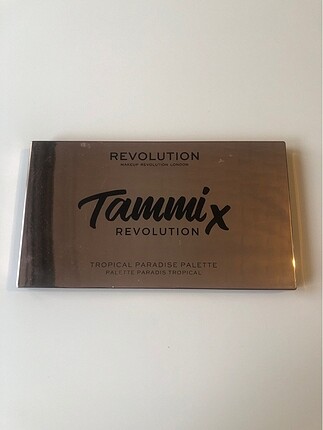 REVOLUTION
MAKEUP REVOLUTION LONDON
Tammi x
REVOLUTION
TROPICAL PARADISE PALETTE
PALETTE PARADIS TROPICAL